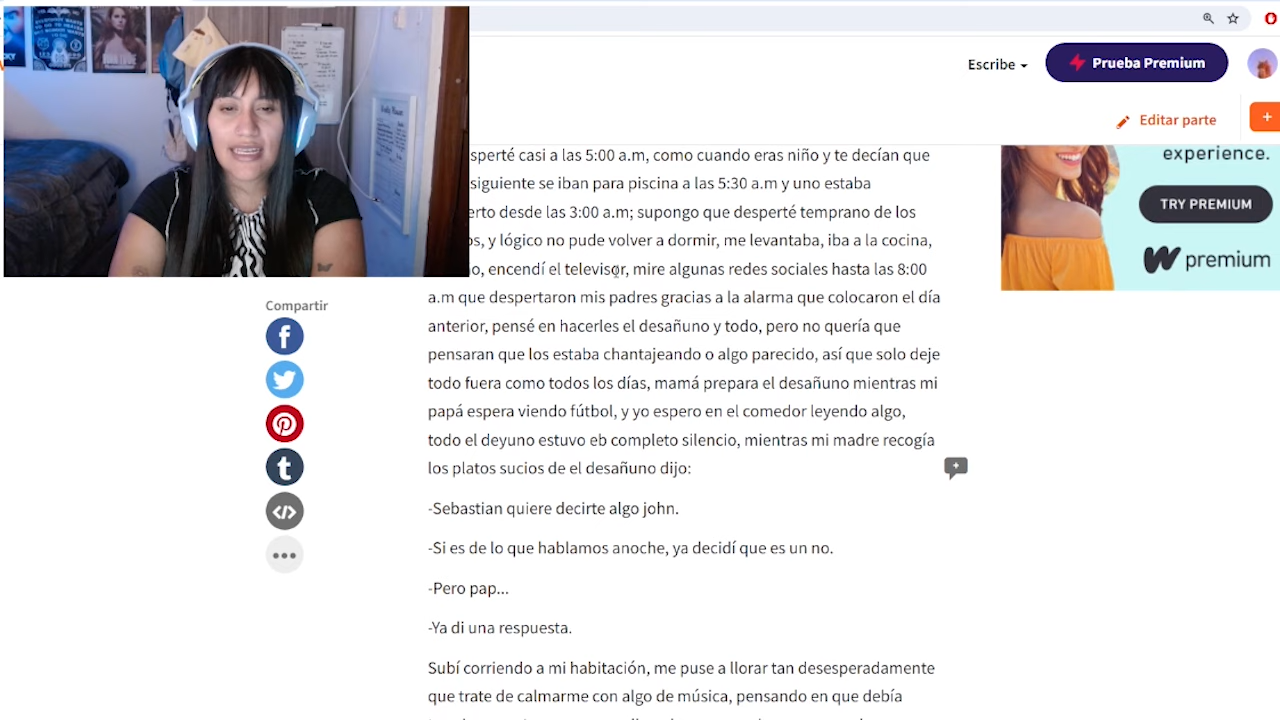 Escribe
Prueba Premium
Editar parte
+
experience.
TRY PREMIUM
premium
sperté casi a las 5:00 a.m, como cuando eras niño y te decían que
siguiente se iban para piscina a las 5:30 a.m y uno estaba
erto desde las 3:00 a.m; supongo que desperté temprano de los
os, y lógico no pude volver a dormir, me levantaba, iba a la cocina,
o, encendí el televisor, mire algunas redes sociales hasta las 8:00
a.m que despertaron mis padres gracias a la alarma que colocaron el día
anterior, pensé en hacerles el desañuno y todo, pero no quería que
pensaran que los estaba chantajeando o algo parecido, así que solo deje
todo fuera como todos los días, mamá prepara el desañuno mientras mi
papá espera viendo fútbol, y yo espero en el comedor leyendo algo,
todo el deyuno estuvo eb completo silencio, mientras mi madre recogía
los platos sucios de el desañuno dijo:
-Sebastian quiere decirte algo john.
-Si es de lo que hablamos anoche, ya decidí que es un no.
-Pero pap...
-Ya di una respuesta.
Subí corriendo a mi habitación, me puse a llorar tan desesperadamente
que trate de calmarme con algo de música, pensando en que debía
Compartir